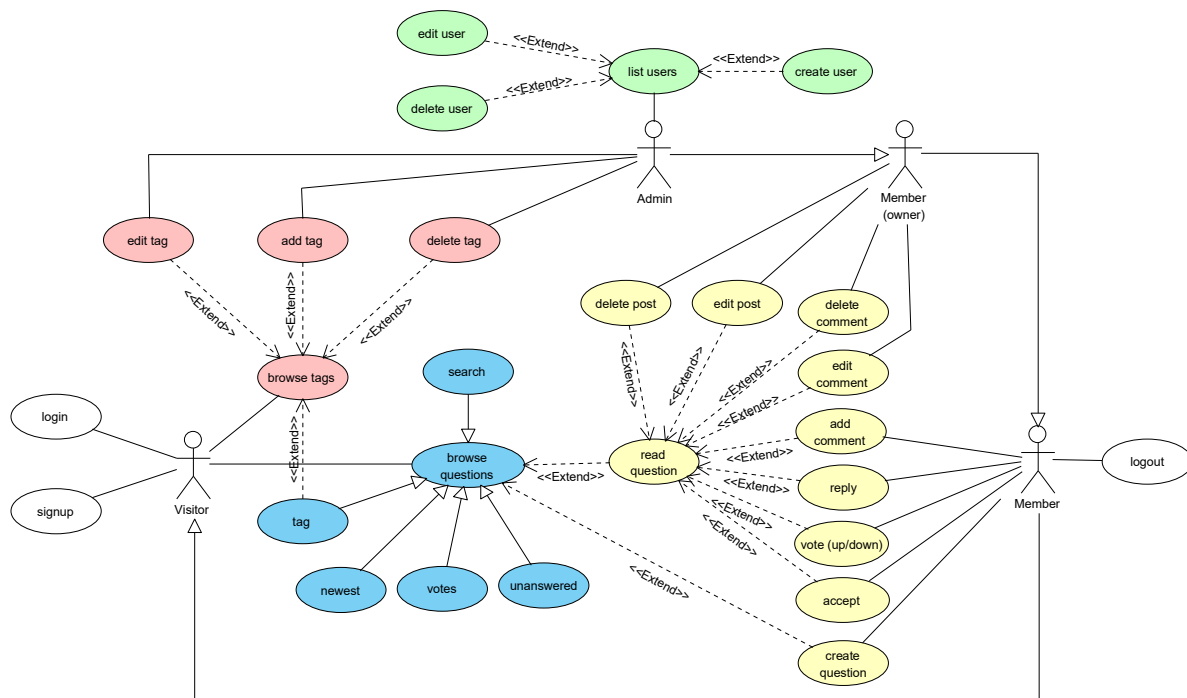 edit user
<<Extend>>
list users
<<Extend>>
create user
<<Extend>>
delete user
Admin
Member
(owner)
edit tag
add tag
delete tag
<<Extend>>
<<Extend>>
<<Extend>>
delete post
edit post
delete
comment
<<Extend>>
<<Extend>>
<<Extend>>
browse tags
search
edit
comment
<<Extend>>
login
<<Extend>>
add
comment
<<Extend>>
browse
questions
<<Extend>>
read
question
Member
logout
signup
Visitor
tag
<<Extend>>
reply
<<Extend>>
<<Extend>>
vote (up/down)
newest
votes
unanswered
<<Extend>>
accept
create
question